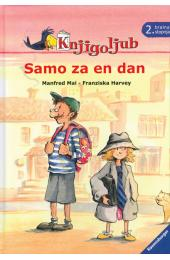 Knjigoljub
2. bralna
stopnja
Samo za en dan
Manfred Mai - Franziska Harvey
Ravensburger